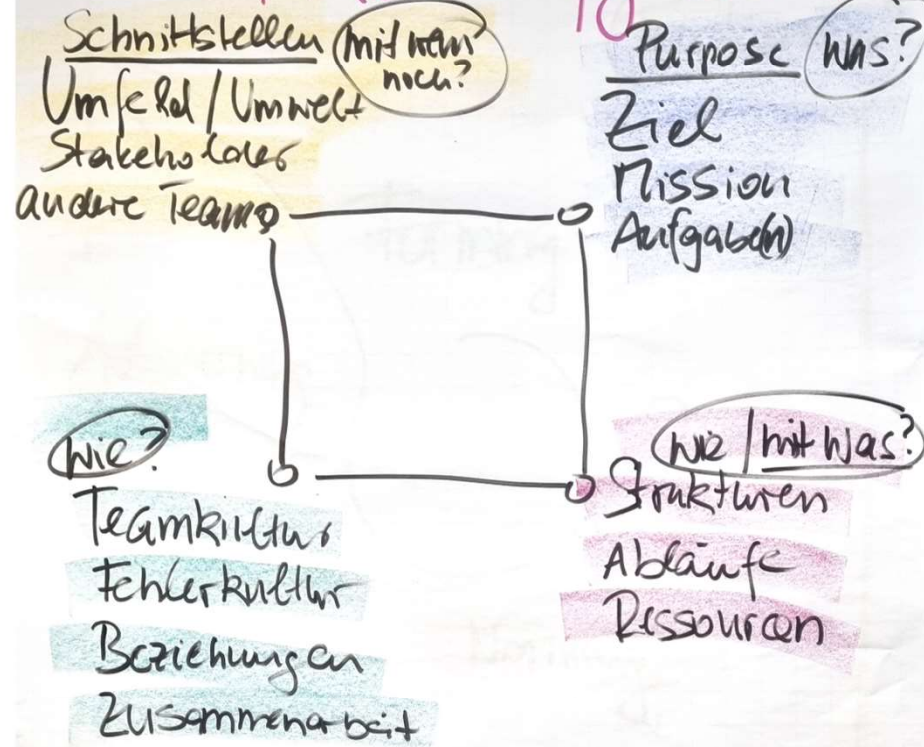 Schnittstellen
mit wem noch?
Umfeld / Umwelt
Stakeholder
andere Teams
Purpose
Was?
Ziel
Mission
Aufgabe(n)
Wie?
Teamkultur
Fehlerkultur
Beziehungen
Zusammenarbeit
Wie / mit Was?
Strukturen
Abläufe
Ressourcen